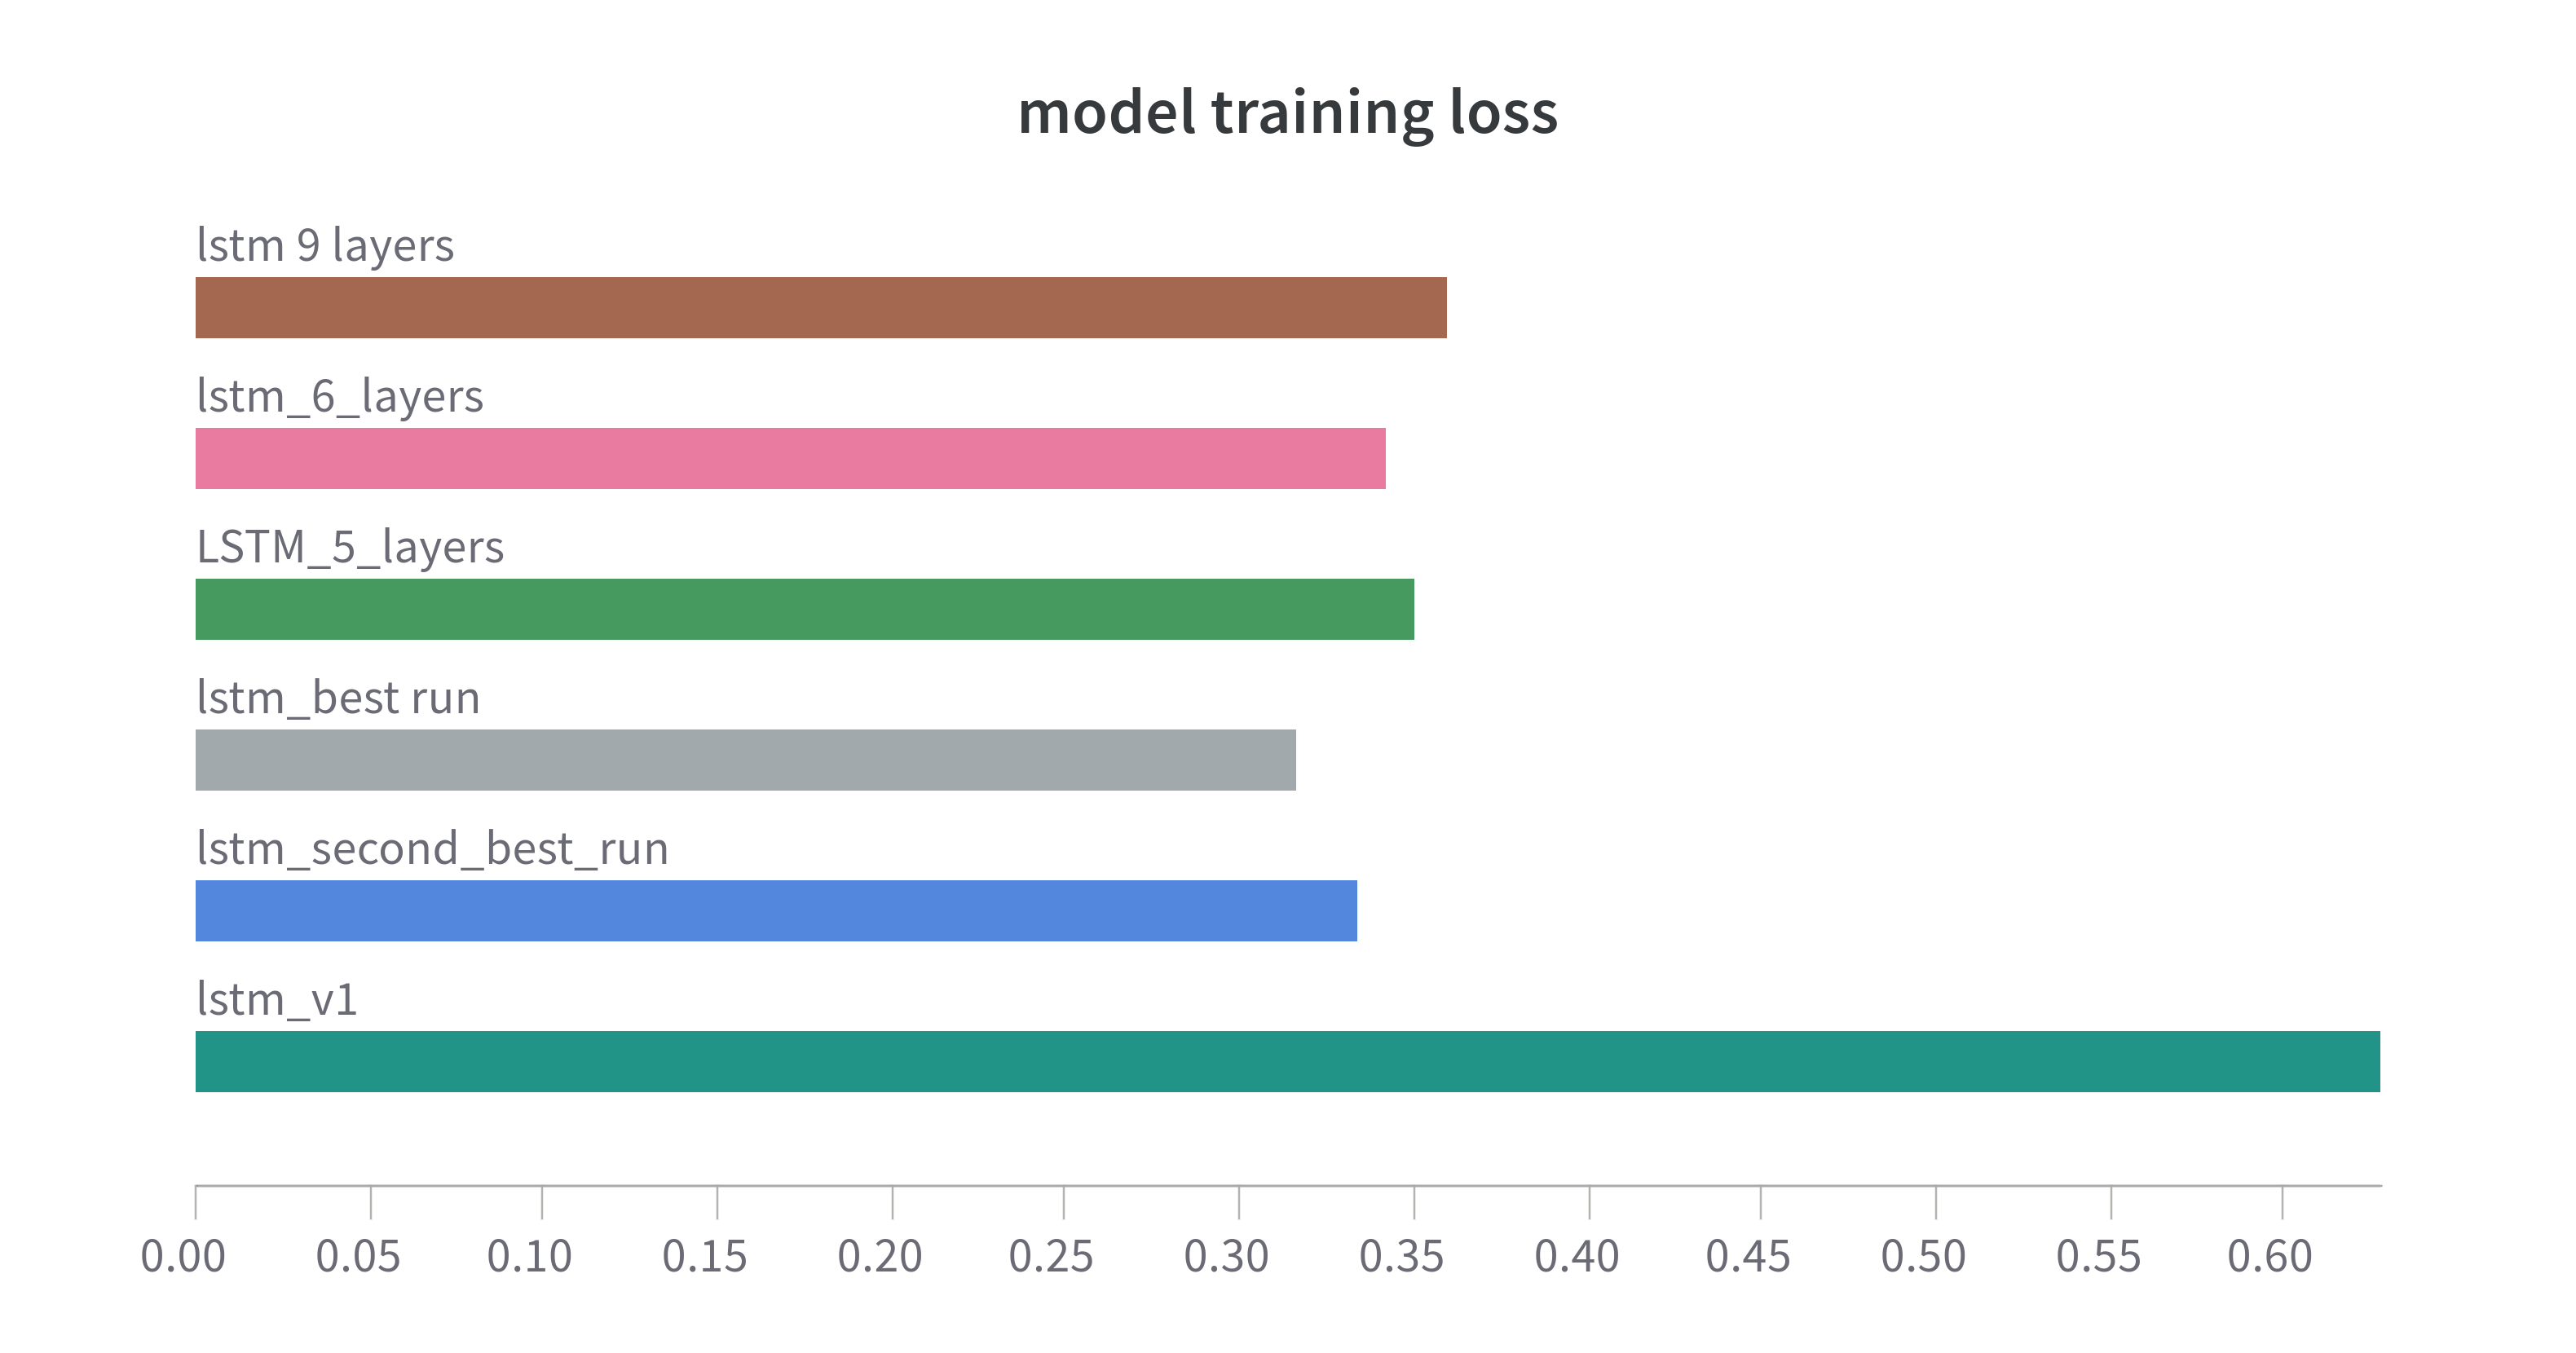 model training loss
lstm 9 layers
lstm_6_layers
LSTM_5_layers
lstm_best run
lstm_second_best_run
lstm_v1
0.00 0.05 0.10 0.15 0.20 0.25 0.30 0.35 0.40 0.45 0.50 0.55 0.60